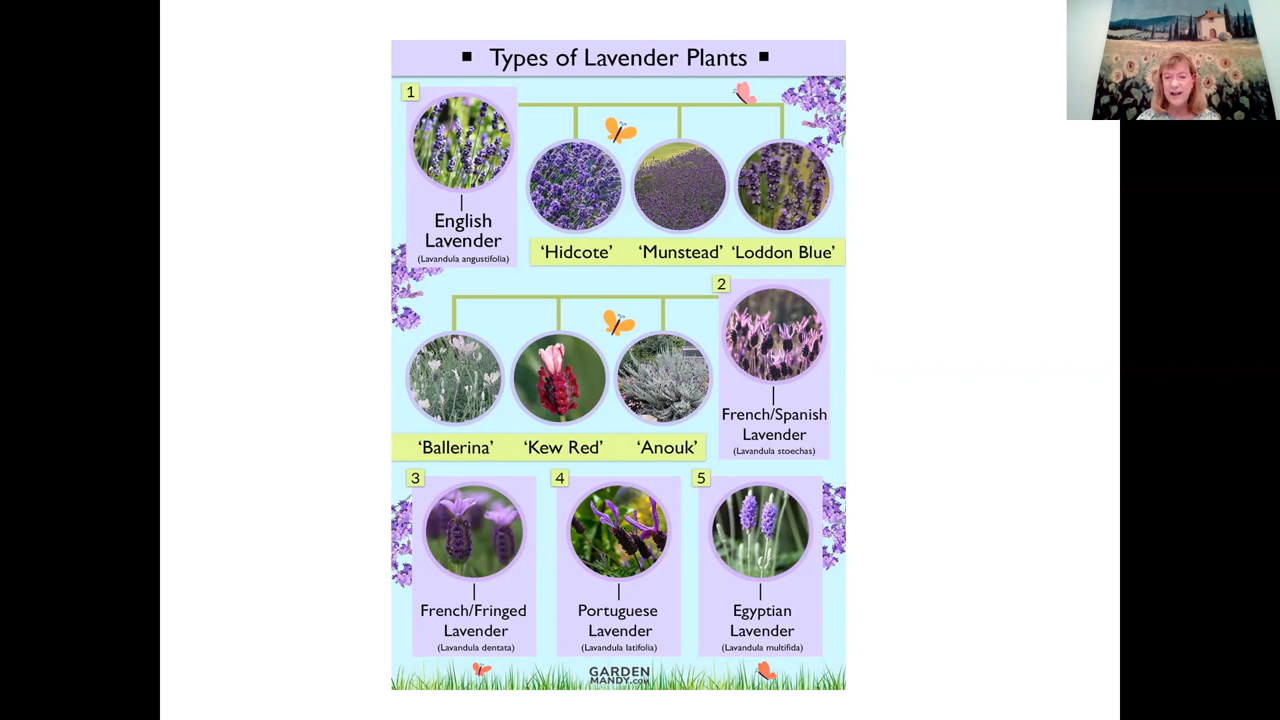 ▪ Types of Lavender Plants ▪
1
English
Lavender
(Lavandula angustifolia)
'Hidcote' 'Munstead' 'Loddon Blue'
2
French/Spanish
Lavender
(Lavandula stoechas)
'Ballerina' 'Kew Red' 'Anouk'
3
French/Fringed
Lavender
(Lavandula dentata)
4
Portuguese
Lavender
(Lavandula latifolia)
5
Egyptian
Lavender
(Lavandula multifida)
GARDEN
MANDY.COM